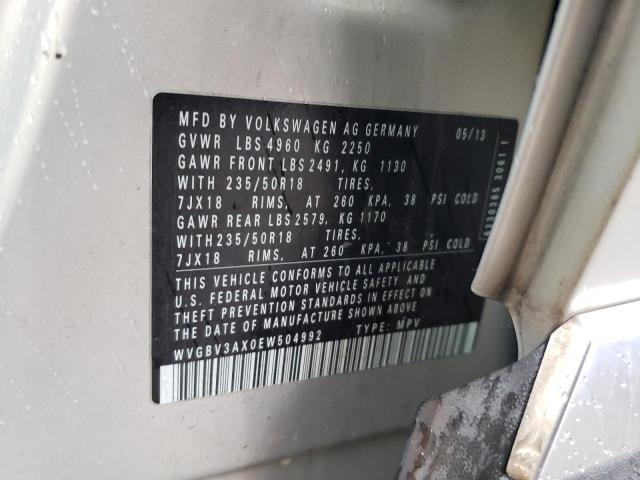 MFD BY VOLKSWAGEN AG GERMANY 05/13
GVWR LBS 4960 KG 2250
GAWR FRONT LBS 2491, KG 1130
WITH 235/50R18 TIRES,
7JX18 RIMS, AT 260 KPA, 38 PSI COLD
GAWR REAR LBS 2579, KG 1170
WITH 235/50R18 TIRES,
7JX18 RIMS, AT 260 KPA, 38 PSI COLD
THIS VEHICLE CONFORMS TO ALL APPLICABLE
U.S. FEDERAL MOTOR VEHICLE SAFETY AND
THEFT PREVENTION STANDARDS IN EFFECT ON
THE DATE OF MANUFACTURE SHOWN ABOVE.
WVGBV3AX0EW504992 TYPE: MPV